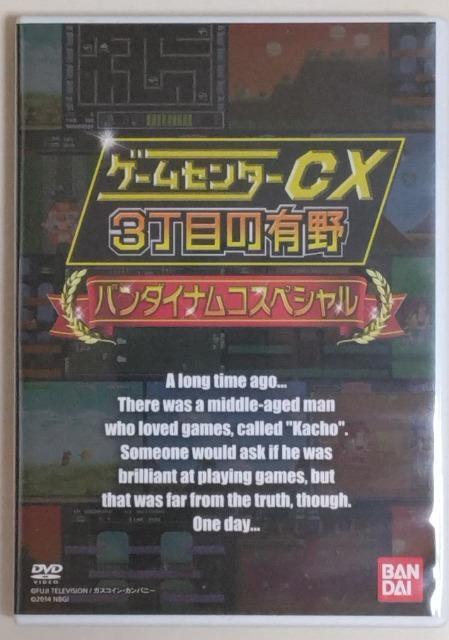 ゲームセンターCX
3丁目の有野
バンダイナムコスペシャル
A long time ago...
There was a middle-aged man
who loved games, called "Kacho".
Someone would ask if he was
brilliant at playing games, but
that was far from the truth, though.
One day...
DVD
VIDEO
©FUJI TELEVISION / ガスコイン・カンパニー
©2014 NBGI
BAN
DAI